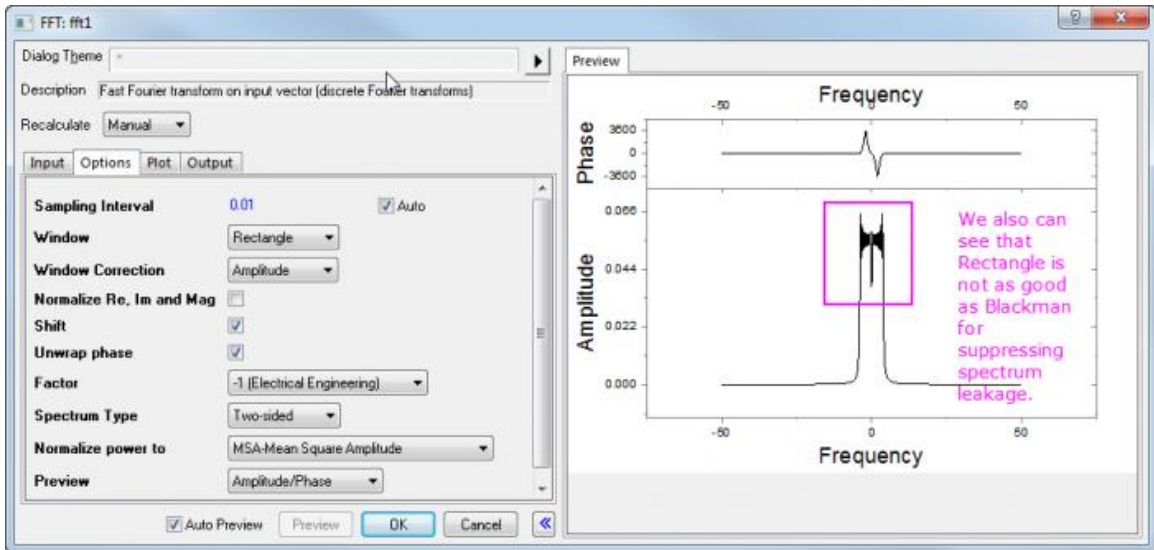 FFT: fft1
Dialog Theme *
Description Fast Fourier transform on input vector (discrete Fourier transforms)
Recalculate Manual
Input Options Plot Output
Sampling Interval 0.01 Auto
Window Rectangle
Window Correction Amplitude
Normalize Re, Im and Mag
Shift
Unwrap phase
Factor -1 (Electrical Engineering)
Spectrum Type Two-sided
Normalize power to MSA-Mean Square Amplitude
Preview Amplitude/Phase
Auto Preview Preview OK Cancel
Preview
Frequency
-50 0 50
Phase
3600
0
-3600
Amplitude
0.066
0.044
0.022
0.000
We also can
see that
Rectangle is
not as good
as Blackman
for
suppressing
spectrum
leakage.
-50 0 50
Frequency